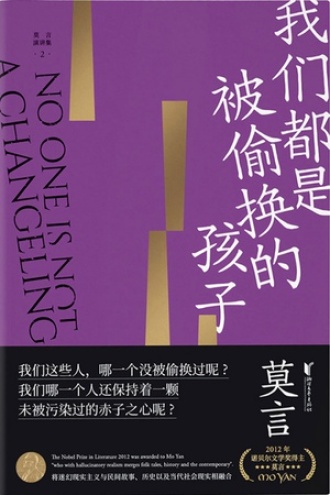 莫言
演讲集
-2-
NO ONE IS NOT
A CHANGELING
我们都是
被偷换的
孩子
我们这些人，哪一个没被偷换过呢？
我们哪一个人还保持着一颗
未被污染过的赤子之心呢？
莫言
The Nobel Prize in Literature 2012 was awarded to Mo Yan
"who with hallucinatory realism merges folk tales, history and the contemporary".
将迷幻现实主义与民间故事、历史以及当代社会现实相融合
2012 年
诺贝尔文学奖得主
★★★莫言★★★
MO YAN